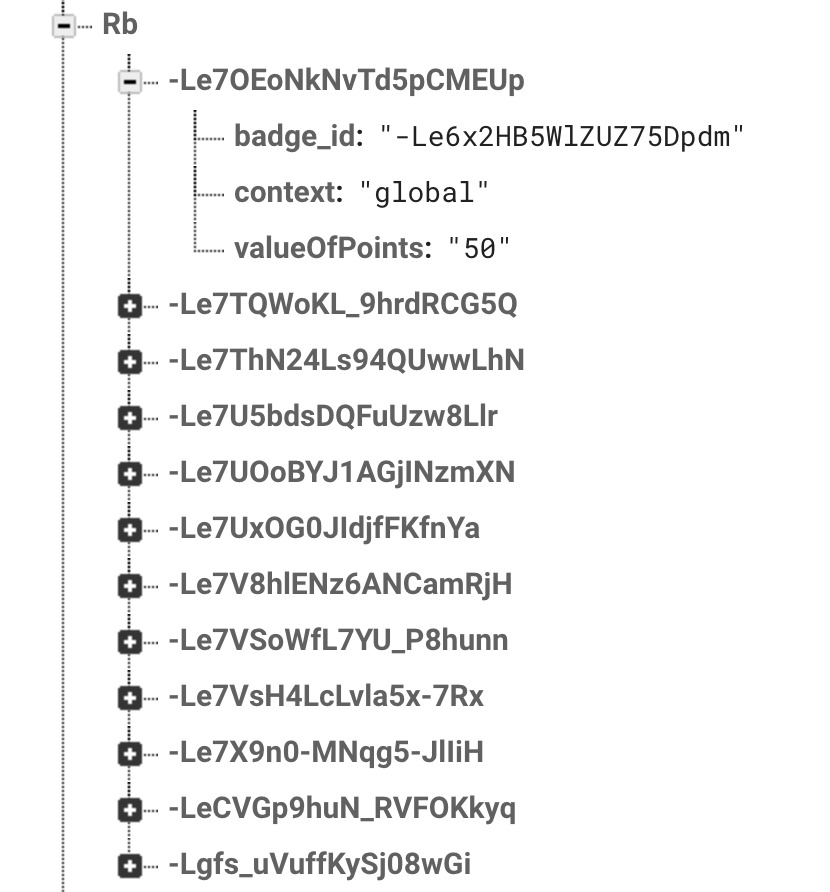 Rb
-Le7OEoNkNvTd5pCMEUp
badge_id: "-Le6x2HB5WlZUZ75Dpdm"
context: "global"
valueOfPoints: "50"
-Le7TQWoKL_9hrdRCG5Q
-Le7ThN24Ls94QUwwLhN
-Le7U5bdsDQFuUzw8Llr
-Le7UOoBYJ1AGjINzmXN
-Le7UxOG0JIdjfFKfnYa
-Le7V8hlENz6ANCamRjH
-Le7VSoWfL7YU_P8hunn
-Le7VsH4LcLvla5x-7Rx
-Le7X9n0-MNqg5-JlIiH
-LeCVGp9huN_RVFOKkyq
-Lgfs_uVuffKySj08wGi